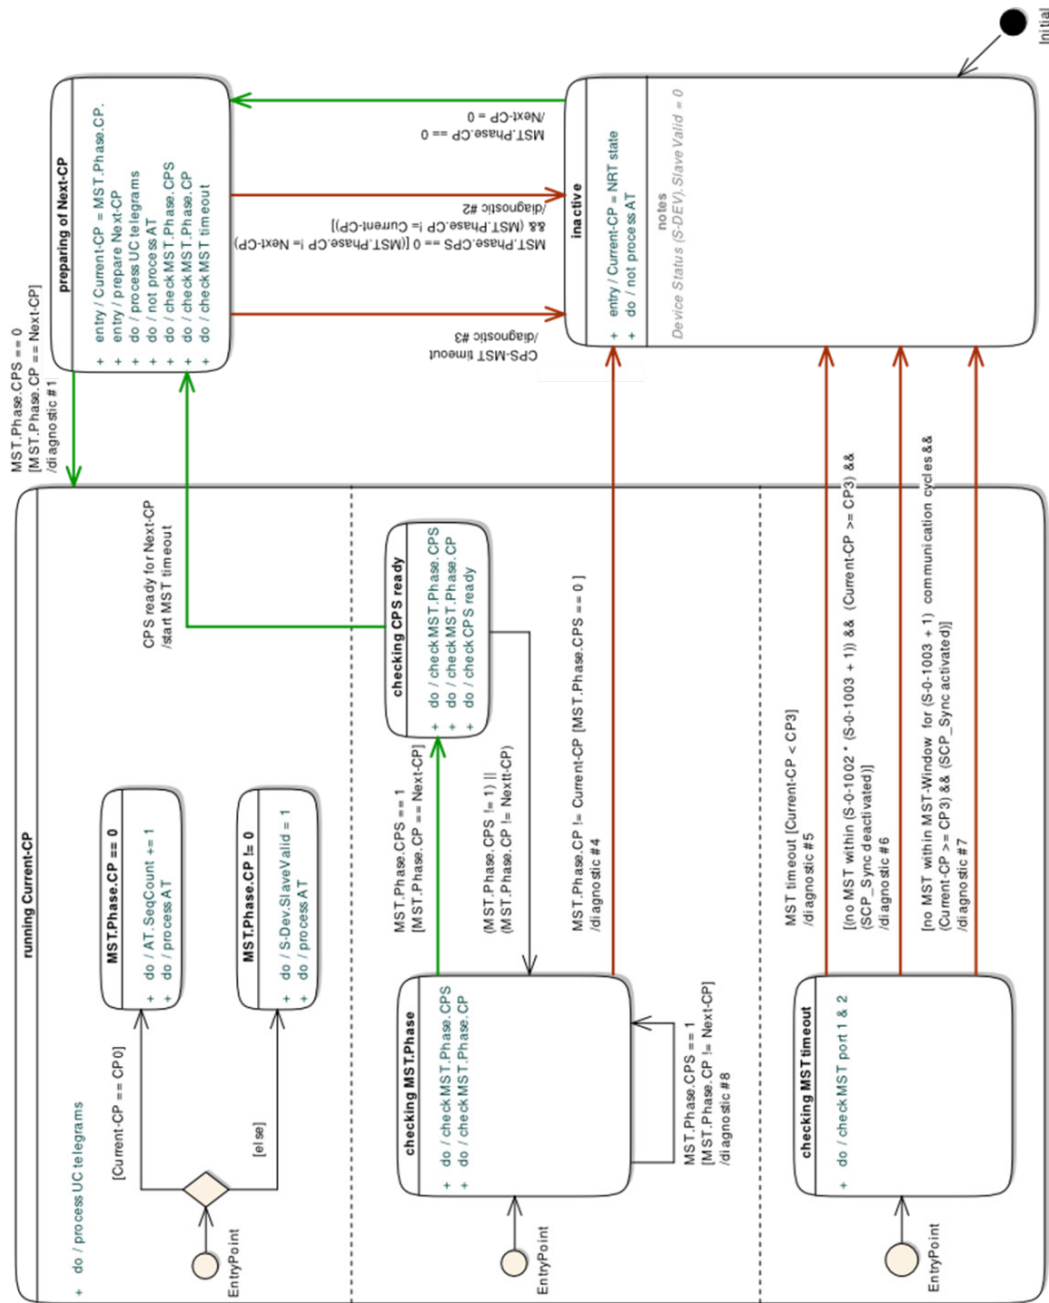 running Current-CP
+ do / process UC telegrams
[Current-CP == CP0]
MST.Phase.CP == 0
+ do / AT.SeqCount += 1
+ do / process AT
[else]
MST.Phase.CP != 0
+ do / S-Dev.SlaveValid = 1
+ do / process AT
EntryPoint
checking MST.Phase
+ do / check MST.Phase.CPS
+ do / check MST.Phase.CP
EntryPoint
MST.Phase.CPS == 1
[MST.Phase.CP == Next-CP]
checking CPS ready
+ do / check MST.Phase.CPS
+ do / check MST.Phase.CP
+ do / check CPS ready
(MST.Phase.CPS != 1) ||
(MST.Phase.CP != Nextt-CP)
MST.Phase.CP != Current-CP [MST.Phase.CPS == 0 ]
/diagnostic #4
MST.Phase.CPS == 1
[MST.Phase.CP != Next-CP]
/diagnostic #8
CPS ready for Next-CP
/start MST timeout
checking MST timeout
+ do / check MST port 1 & 2
EntryPoint
MST timeout [Current-CP < CP3]
/diagnostic #5
[(no MST within (S-0-1002 * (S-0-1003 + 1)) && (Current-CP >= CP3) &&
(SCP_Sync deactivated)]
/diagnostic #6
[no MST within MST-Window for (S-0-1003 + 1) communication cycles &&
(Current-CP >= CP3) && (SCP_Sync activated)]
/diagnostic #7
MST.Phase.CPS == 0
[MST.Phase.CP == Next-CP]
/diagnostic #1
preparing of Next-CP
+ entry / Current-CP = MST.Phase.CP.
+ entry / prepare Next-CP
+ do / process UC telegrams
+ do / not process AT
+ do / check MST.Phase.CPS
+ do / check MST.Phase.CP
+ do / check MST timeout
MST.Phase.CP == 0
/Next-CP = 0
MST.Phase.CPS == 0 [(MST.Phase.CP != Next-CP)
&& (MST.Phase.CP != Current-CP)]
/diagnostic #2
CPS-MST timeout
/diagnostic #3
inactive
+ entry / Current-CP = NRT state
+ do / not process AT
notes
Device Status (S-DEV).SlaveValid = 0
Initial